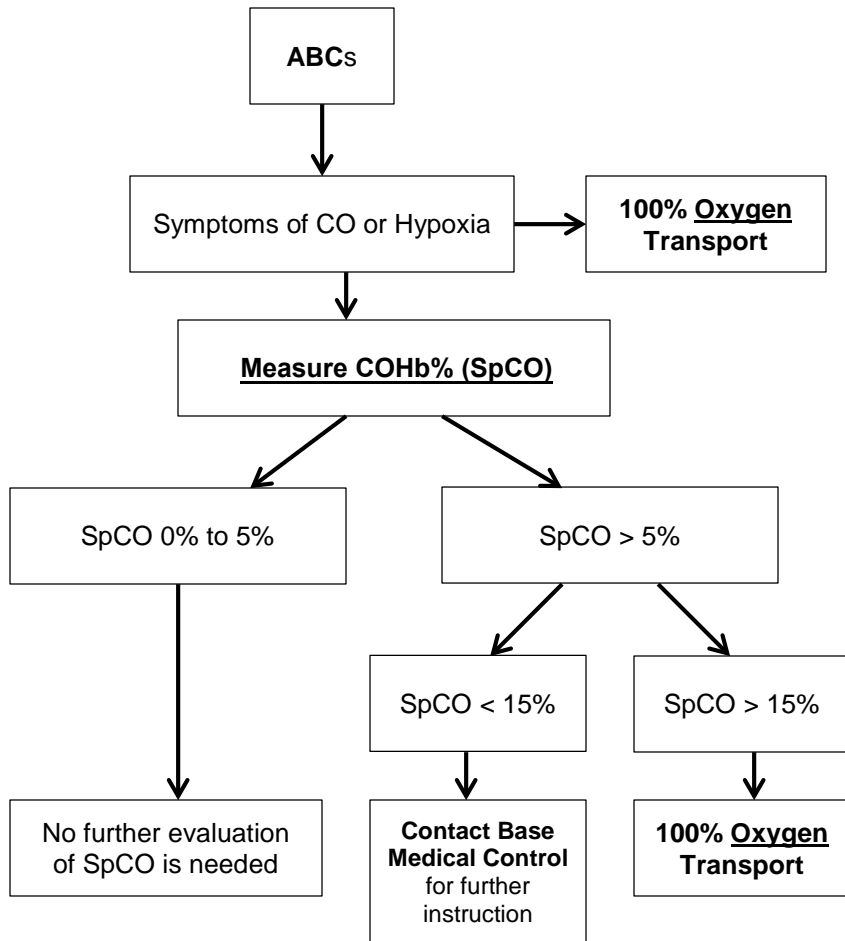 ABCs
Symptoms of CO or Hypoxia
100% Oxygen
Transport
Measure COHb% (SpCO)
SpCO 0% to 5%
SpCO > 5%
SpCO < 15%
SpCO > 15%
No further evaluation
of SpCO is needed
Contact Base
Medical Control
for further
instruction
100% Oxygen
Transport